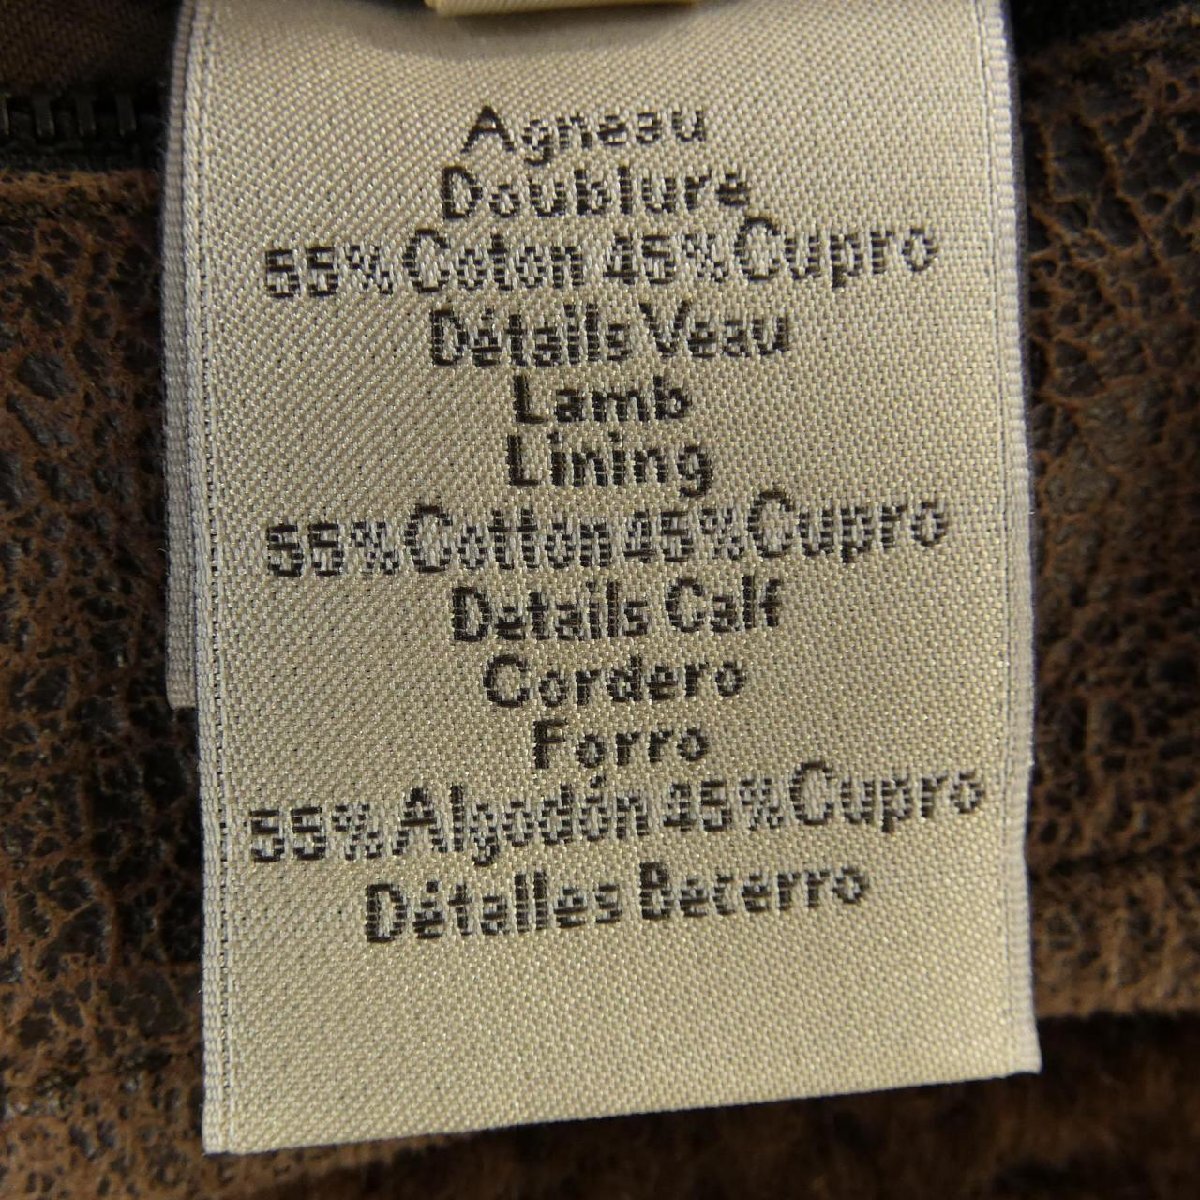 Agneau
Doublure
55% Coton 45% Cupro
Détails Veau
Lamb
Lining
55% Cotton 45% Cupro
Details Calf
Cordero
Forro
55% Algodón 45% Cupro
Détalles Becerro